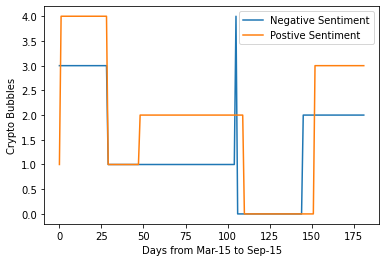 Negative Sentiment
Postive Sentiment
Crypto Bubbles
4.0
3.5
3.0
2.5
2.0
1.5
1.0
0.5
0.0
0 25 50 75 100 125 150 175
Days from Mar-15 to Sep-15